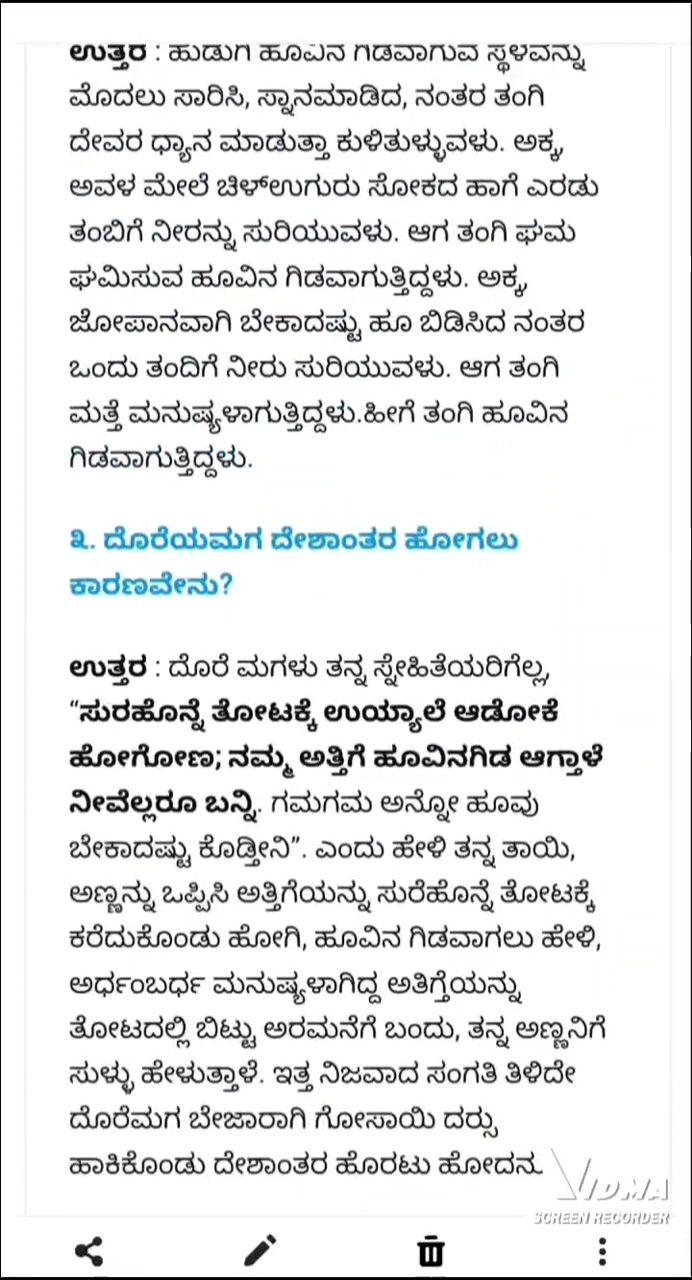 ಉತ್ತರ : ಹುಡುಗಿ ಹೂವಿನ ಗಿಡವಾಗುವ ಸ್ಥಳವನ್ನು
ಮೊದಲು ಸಾರಿಸಿ, ಸ್ನಾನಮಾಡಿದ, ನಂತರ ತಂಗಿ
ದೇವರ ಧ್ಯಾನ ಮಾಡುತ್ತಾ ಕುಳಿತುಳ್ಳುವಳು. ಅಕ್ಕ
ಅವಳ ಮೇಲೆ ಚಿಳ್‌ಉಗುರು ಸೋಕದ ಹಾಗೆ ಎರಡು
ತಂಬಿಗೆ ನೀರನ್ನು ಸುರಿಯುವಳು. ಆಗ ತಂಗಿ ಘಮ
ಘಮಿಸುವ ಹೂವಿನ ಗಿಡವಾಗುತ್ತಿದ್ದಳು. ಅಕ್ಕ
ಜೋಪಾನವಾಗಿ ಬೇಕಾದಷ್ಟು ಹೂ ಬಿಡಿಸಿದ ನಂತರ
ಒಂದು ತಂದಿಗೆ ನೀರು ಸುರಿಯುವಳು. ಆಗ ತಂಗಿ
ಮತ್ತೆ ಮನುಷ್ಯಳಾಗುತ್ತಿದ್ದಳು.ಹೀಗೆ ತಂಗಿ ಹೂವಿನ
ಗಿಡವಾಗುತ್ತಿದ್ದಳು.
೩. ದೊರೆಯಮಗ ದೇಶಾಂತರ ಹೋಗಲು
ಕಾರಣವೇನು?
ಉತ್ತರ : ದೊರೆ ಮಗಳು ತನ್ನ ಸ್ನೇಹಿತೆಯರಿಗೆಲ್ಲ
“ಸುರಹೊನ್ನೆ ತೋಟಕ್ಕೆ ಉಯ್ಯಾಲೆ ಆಡೋಕೆ
ಹೋಗೋಣ; ನಮ್ಮ ಅತ್ತಿಗೆ ಹೂವಿನಗಿಡ ಆಗ್ತಾಳೆ
ನೀವೆಲ್ಲರೂ ಬನ್ನಿ. ಗಮಗಮ ಅನ್ನೋ ಹೂವು
ಬೇಕಾದಷ್ಟು ಕೊಡ್ತೀನಿ”. ಎಂದು ಹೇಳಿ ತನ್ನ ತಾಯಿ,
ಅಣ್ಣನ್ನು ಒಪ್ಪಿಸಿ ಅತ್ತಿಗೆಯನ್ನು ಸುರೆಹೊನ್ನೆ ತೋಟಕ್ಕೆ
ಕರೆದುಕೊಂಡು ಹೋಗಿ, ಹೂವಿನ ಗಿಡವಾಗಲು ಹೇಳಿ,
ಅರ್ಧಂಬರ್ಧ ಮನುಷ್ಯಳಾಗಿದ್ದ ಅತಿಗ್ತೆಯನ್ನು
ತೋಟದಲ್ಲಿ ಬಿಟ್ಟು ಅರಮನೆಗೆ ಬಂದು, ತನ್ನ ಅಣ್ಣನಿಗೆ
ಸುಳ್ಳು ಹೇಳುತ್ತಾಳೆ. ಇತ್ತ ನಿಜವಾದ ಸಂಗತಿ ತಿಳಿದೇ
ದೊರೆಮಗ ಬೇಜಾರಾಗಿ ಗೋಸಾಯಿ ದರ್‍ಸು
ಹಾಕಿಕೊಂಡು ದೇಶಾಂತರ ಹೊರಟು ಹೋದನ
VIDMA
SCREEN RECORDER